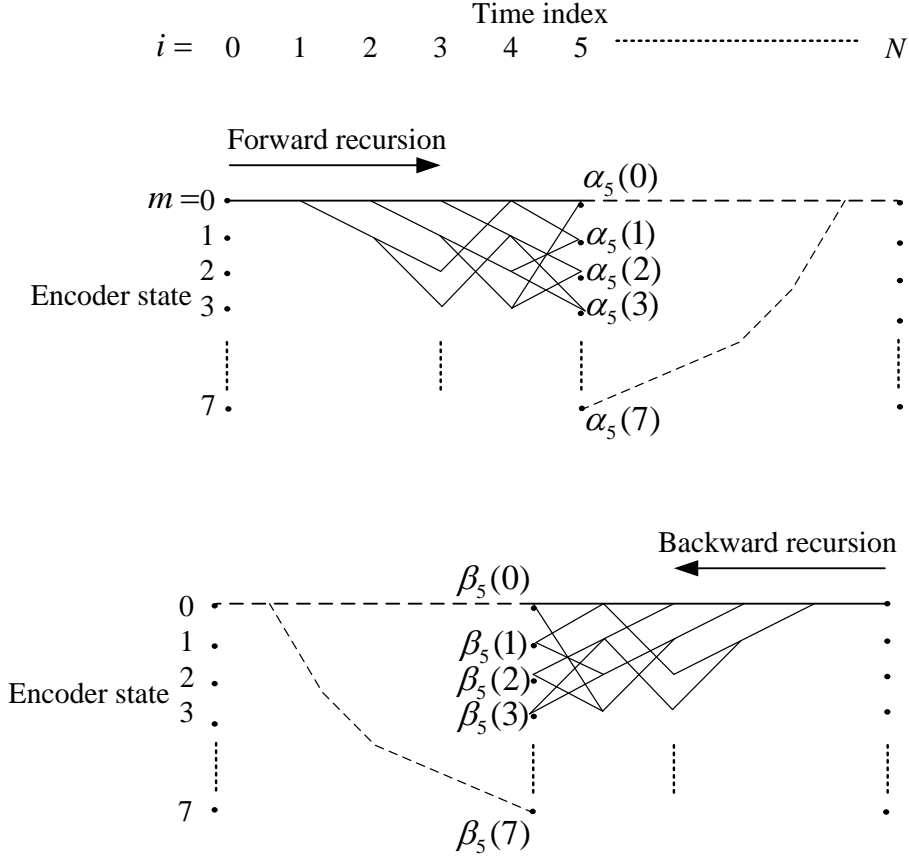 Time index
i = 0 1 2 3 4 5 N
Forward recursion
m = 0
α₅(0)
1
α₅(1)
2
α₅(2)
Encoder state
3
α₅(3)
7
α₅(7)
Backward recursion
β₅(0)
0
1
β₅(1)
2
β₅(2)
Encoder state
3
β₅(3)
7
β₅(7)